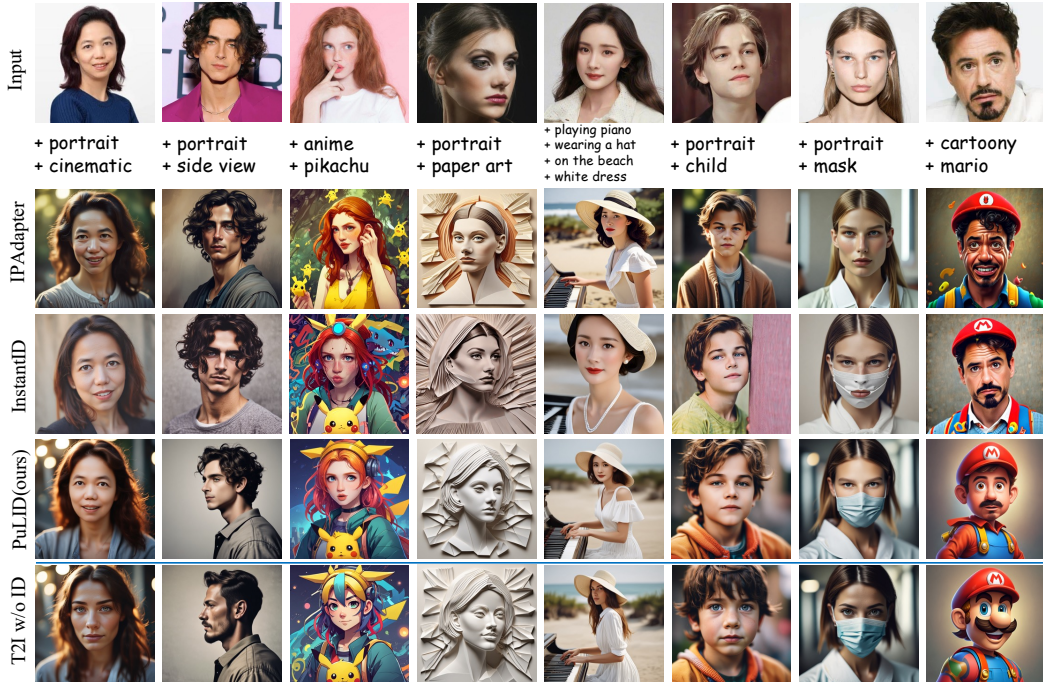 Input
+ portrait
+ cinematic
+ portrait
+ side view
+ anime
+ pikachu
+ portrait
+ paper art
+ playing piano
+ wearing a hat
+ on the beach
+ white dress
+ portrait
+ child
+ portrait
+ mask
+ cartoony
+ mario
IPAdapter
InstantID
M
PuLID(ours)
M
T2I w/o ID
M